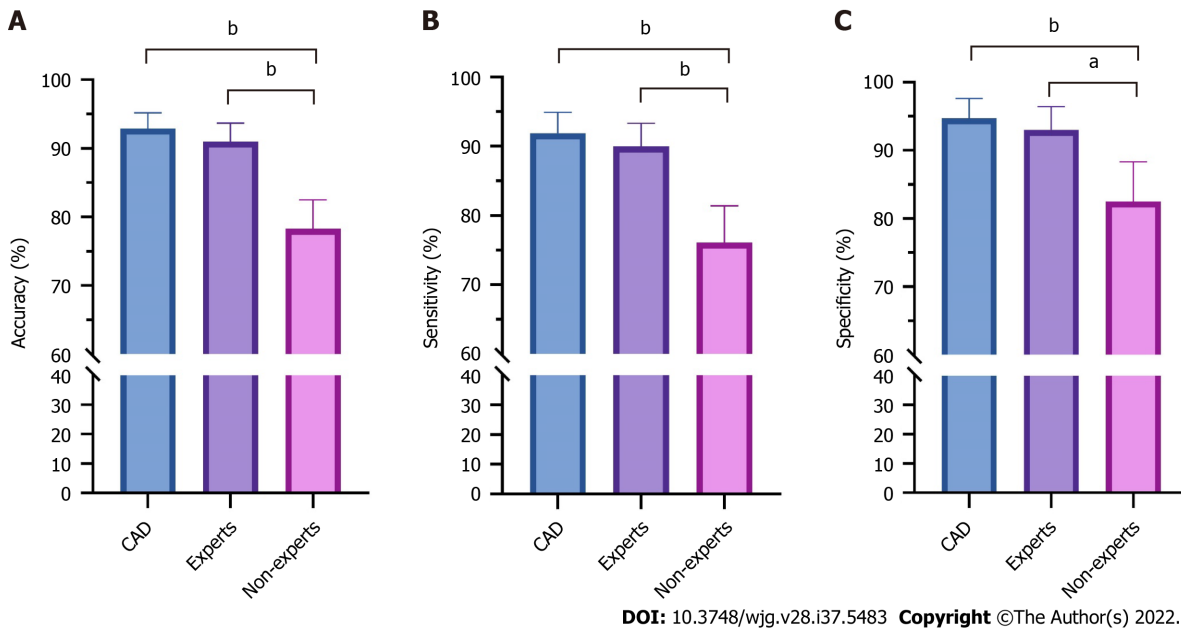 A
b
b
Accuracy (%)
100
90
80
70
60
40
30
20
10
0
CAD
Experts
Non-experts
B
b
b
Sensitivity (%)
100
90
80
70
60
40
30
20
10
0
CAD
Experts
Non-experts
C
b
a
Specificity (%)
100
90
80
70
60
40
30
20
10
0
CAD
Experts
Non-experts
DOI: 10.3748/wjg.v28.i37.5483 Copyright ©The Author(s) 2022.